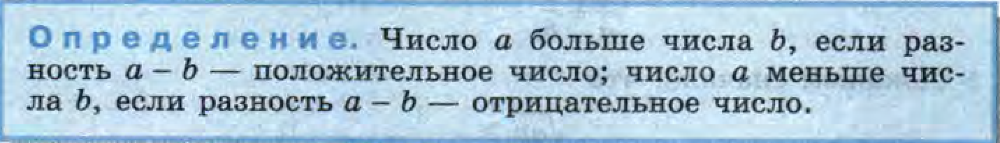 Определение. Число a больше числа b, если раз-
ность a – b — положительное число; число a меньше чис-
ла b, если разность a – b — отрицательное число.